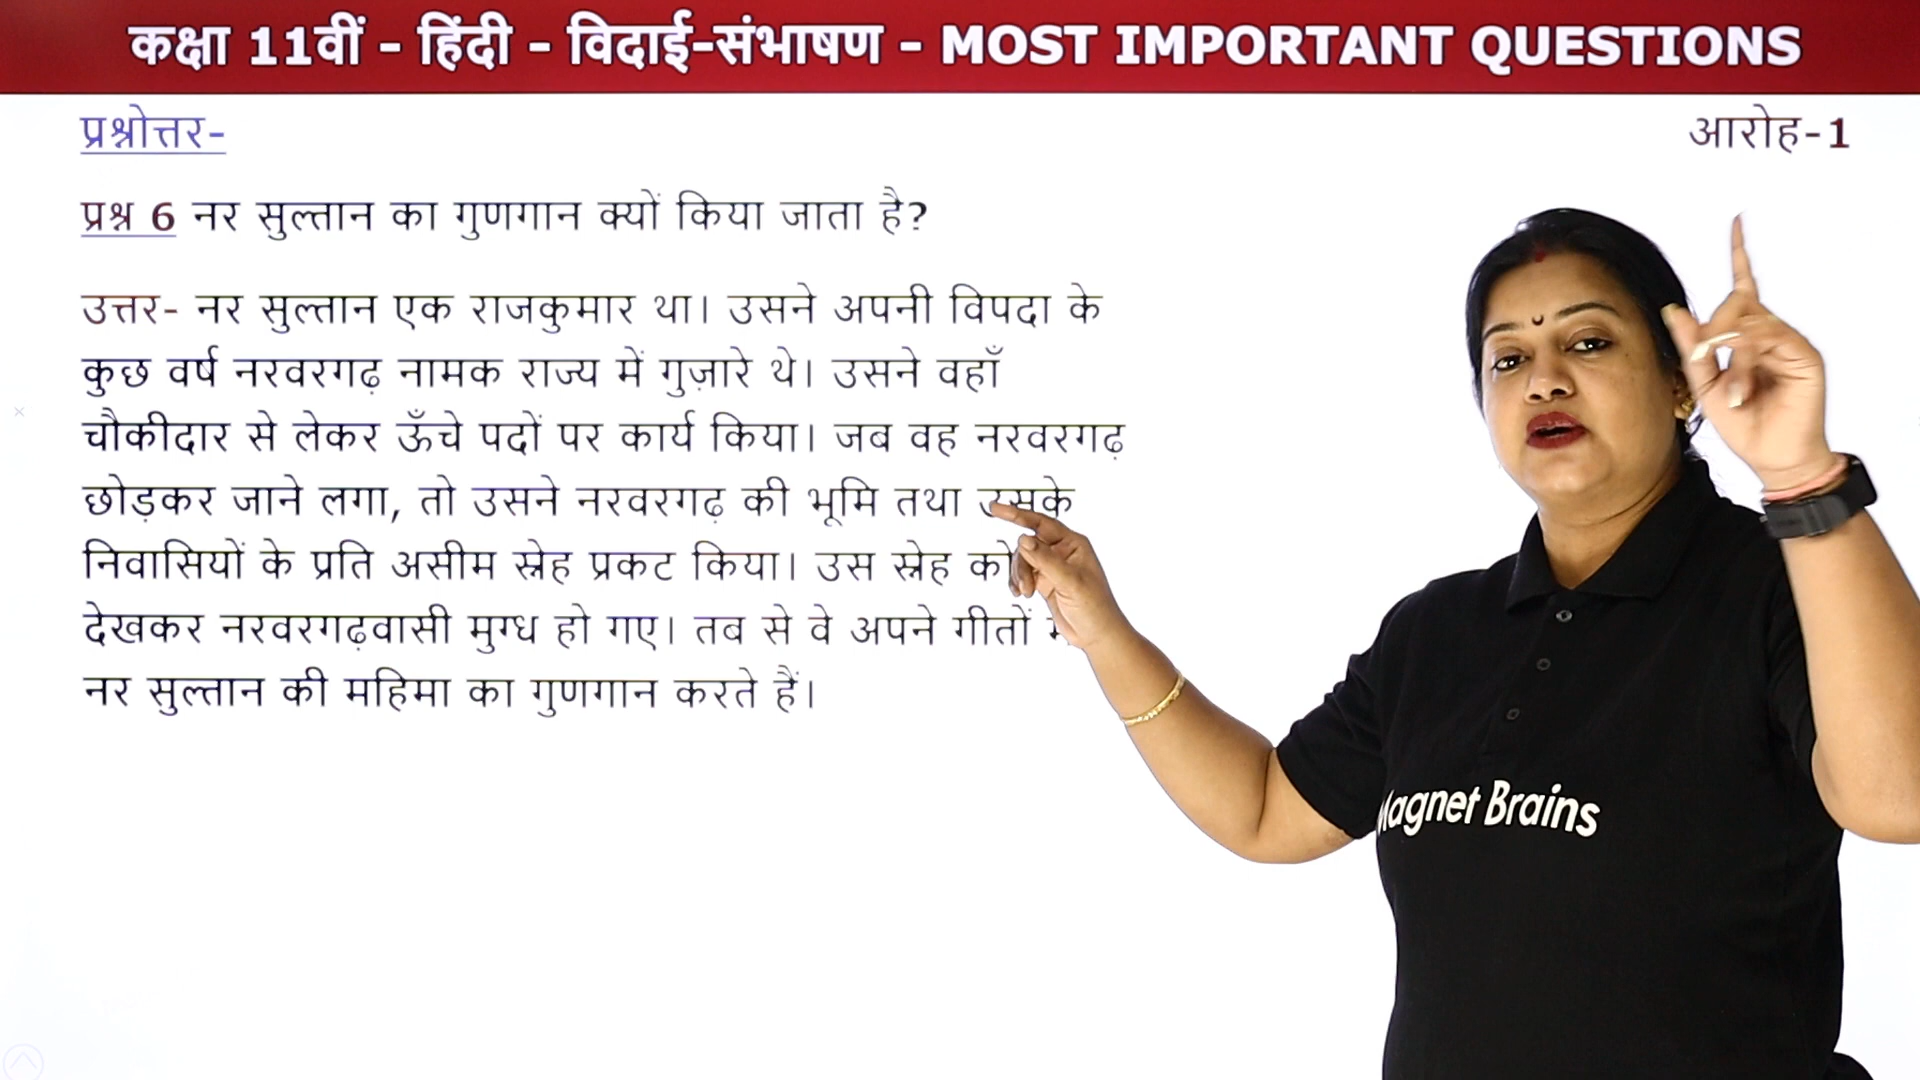 कक्षा 11वीं - हिंदी - विदाई-संभाषण - MOST IMPORTANT QUESTIONS
प्रश्नोत्तर-
आरोह-1
प्रश्न 6 नर सुल्तान का गुणगान क्यों किया जाता है?
उत्तर- नर सुल्तान एक राजकुमार था। उसने अपनी विपदा के
कुछ वर्ष नरवरगढ़ नामक राज्य में गुज़ारे थे। उसने वहाँ
चौकीदार से लेकर ऊँचे पदों पर कार्य किया। जब वह नरवरगढ़
छोड़कर जाने लगा, तो उसने नरवरगढ़ की भूमि तथा उसके
निवासियों के प्रति असीम स्नेह प्रकट किया। उस स्नेह को
देखकर नरवरगढ़वासी मुग्ध हो गए। तब से वे अपने गीतों
नर सुल्तान की महिमा का गुणगान करते हैं।
Magnet Brains